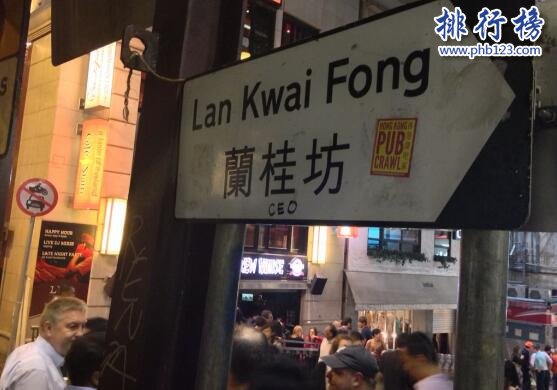 排行榜
www.phb123.com
Lan Kwai Fong
蘭桂坊
CEO
HONG KONG
PUB
CRAWL
HAPPY HOUR
LIVE DJ MUSIC
LATE NIGHT PARTY